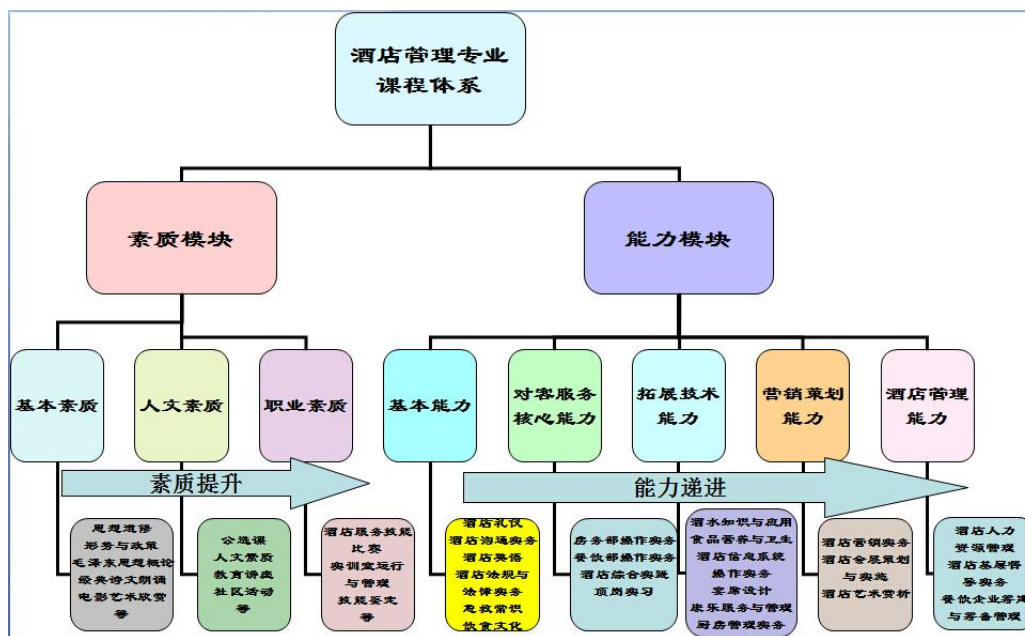 酒店管理专业
课程体系
素质模块
能力模块
基本素质
人文素质
职业素质
基本能力
对客服务
核心能力
拓展技术
能力
营销策划
能力
酒店管理
能力
素质提升
能力递进
思想道修
形势与政策
毛泽东思想概论
经典诗文朗诵
电影艺术欣赏
等
公选课
人文素质
教育讲座
社区活动
等
酒店服务技能
比赛
实训室运行
与管理
技能鉴定等
酒店礼仪
酒店沟通实务
酒店英语
酒店法规与
法律实务
急救常识
饮食文化
房务部操作实务
餐饮部操作实务
酒店综合实践
顶岗实习
酒水知识与应用
食品营养与卫生
酒店信息系统
操作实务
宴席设计
康乐服务与管理
厨房管理实务
酒店营销实务
酒店会展策划
与实施
酒店艺术赏析
酒店人力
资源管理
酒店基层督
导实务
餐饮企业筹建
与筹备管理